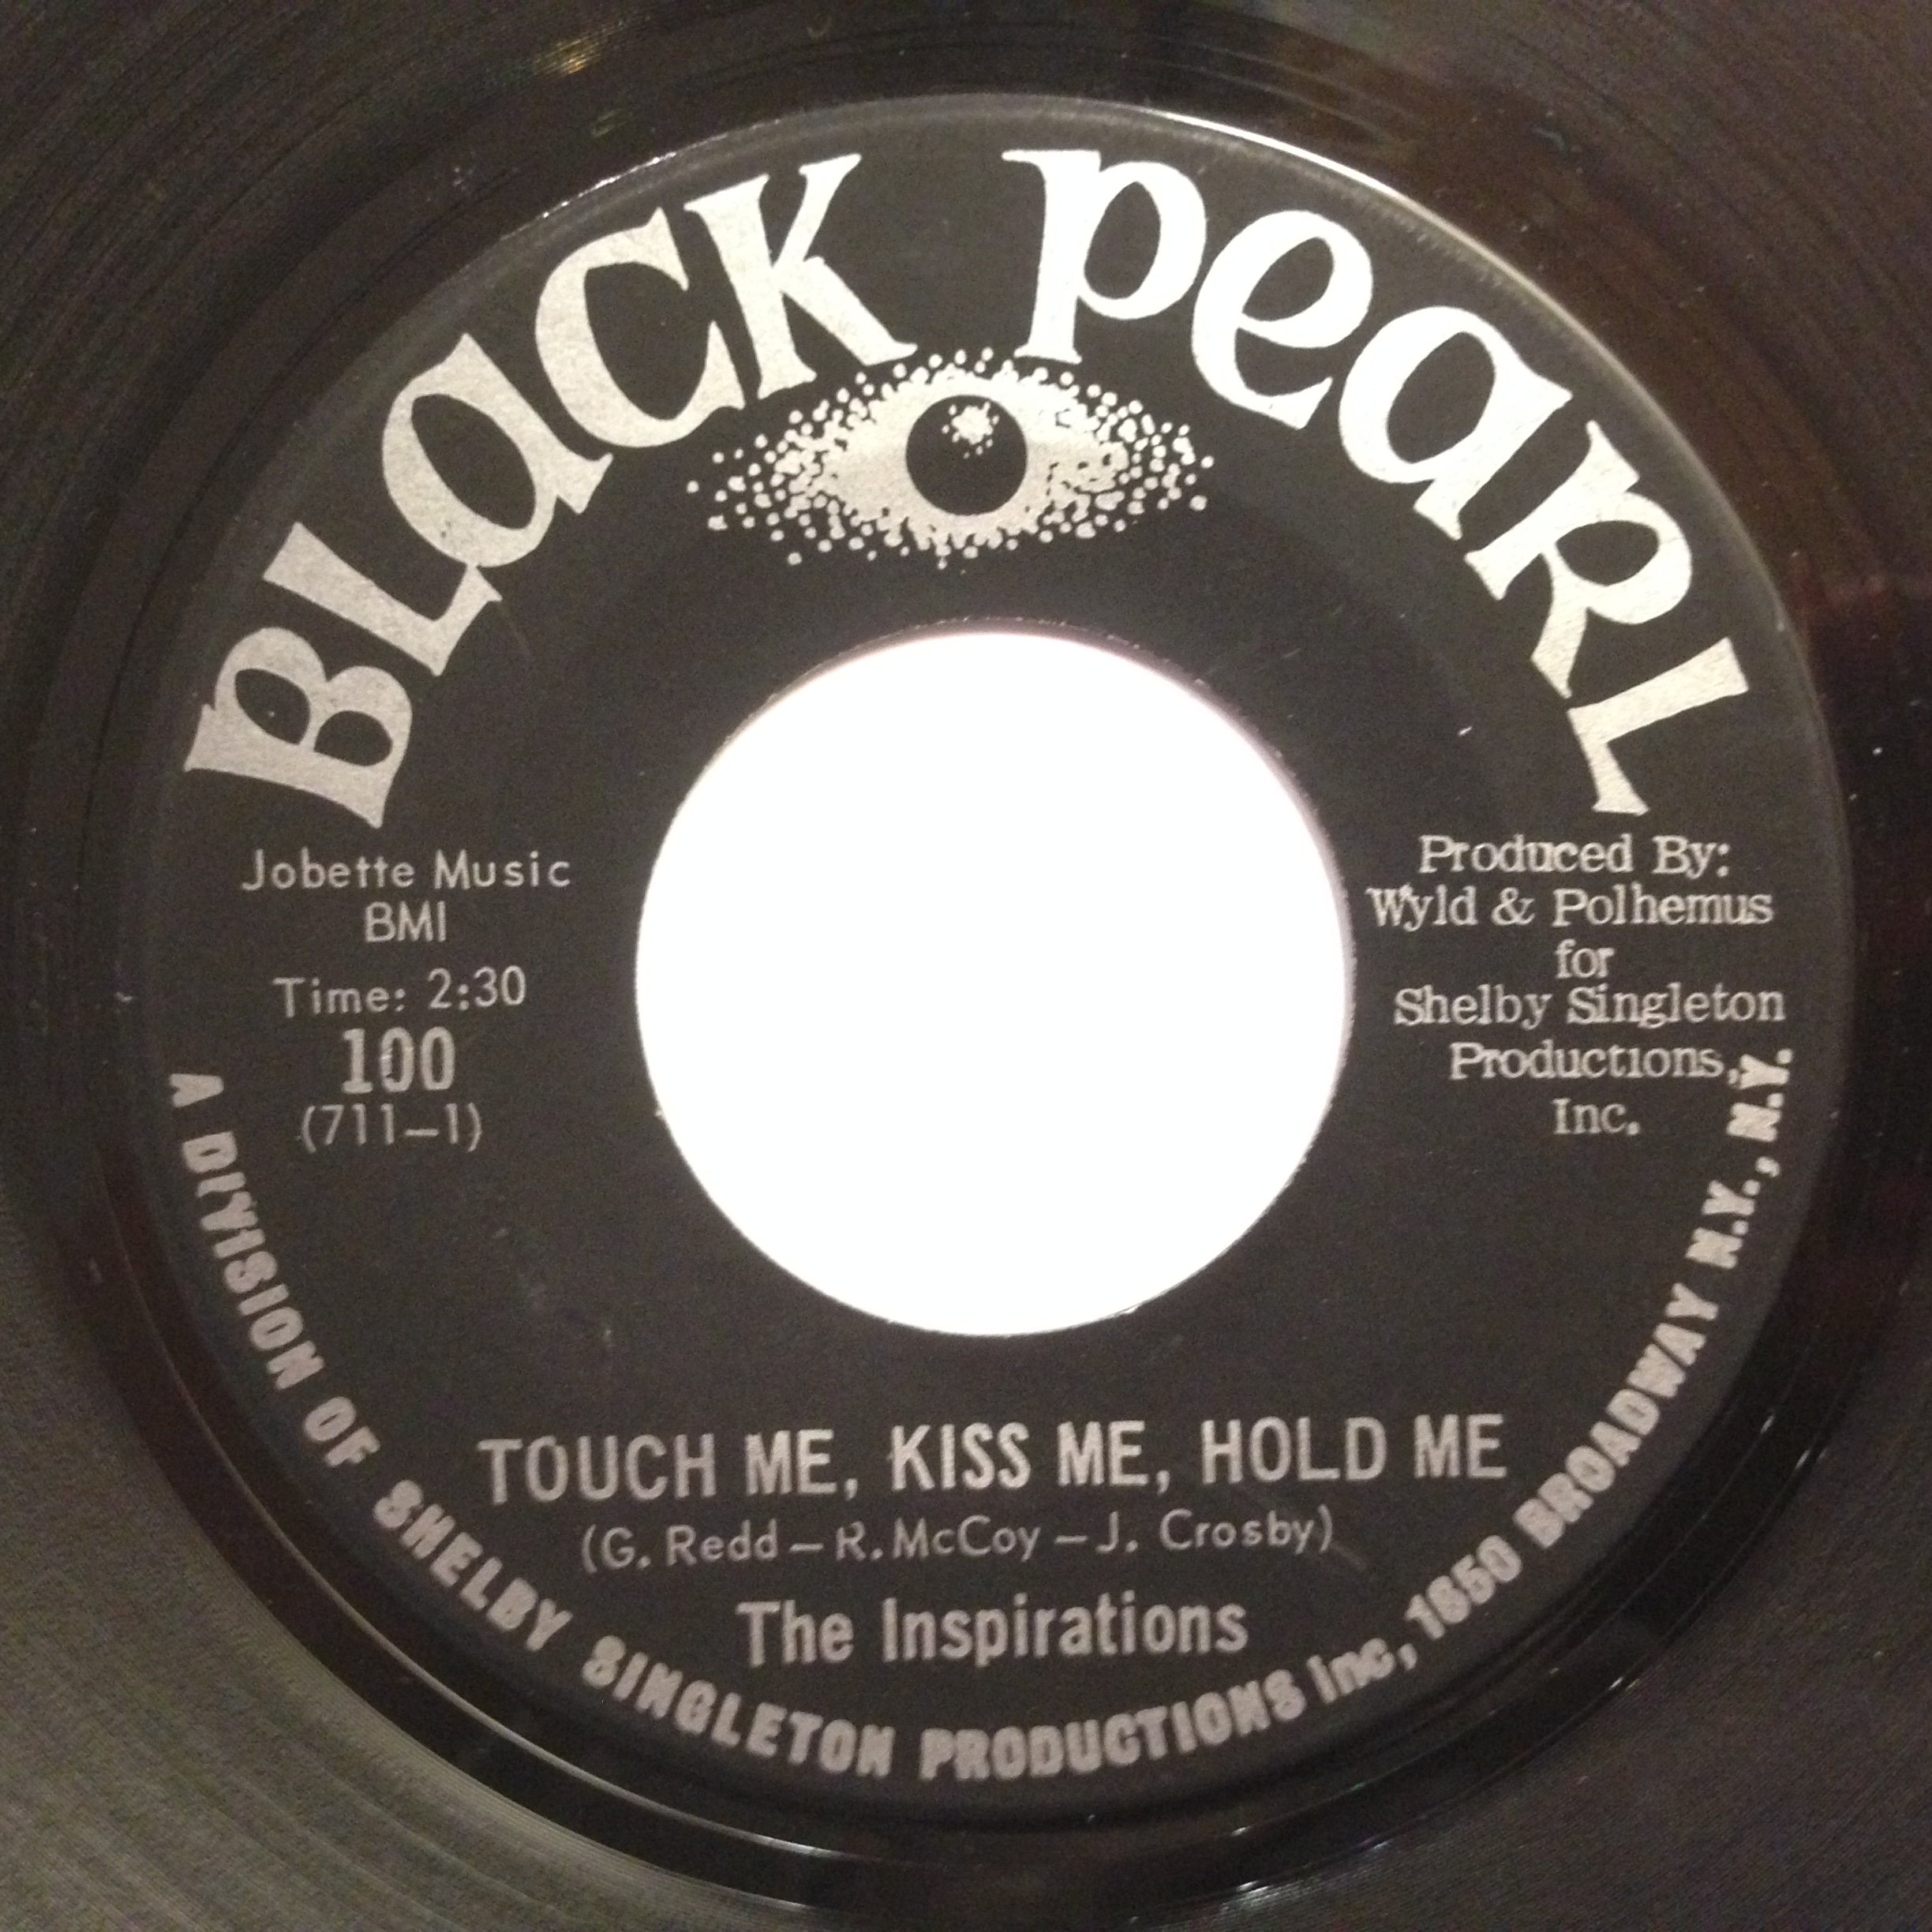 BLACK PEARL
Jobette Music
BMI
Time: 2:30
100
(711-1)
Produced By:
Wyld & Polhemus
for
Shelby Singleton
Productions,
Inc.
TOUCH ME, KISS ME, HOLD ME
(G. Redd - R. McCoy - J. Crosby)
The Inspirations
A DIVISION OF SHELBY SINGLETON PRODUCTIONS Inc, 1650 BROADWAY N.Y., N.Y.